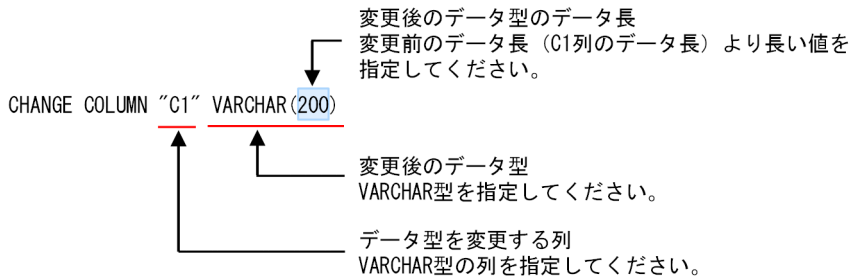 変更後のデータ型のデータ長
変更前のデータ長（C1列のデータ長）より長い値を
指定してください。
CHANGE COLUMN "C1" VARCHAR(200)
変更後のデータ型
VARCHAR型を指定してください。
データ型を変更する列
VARCHAR型の列を指定してください。